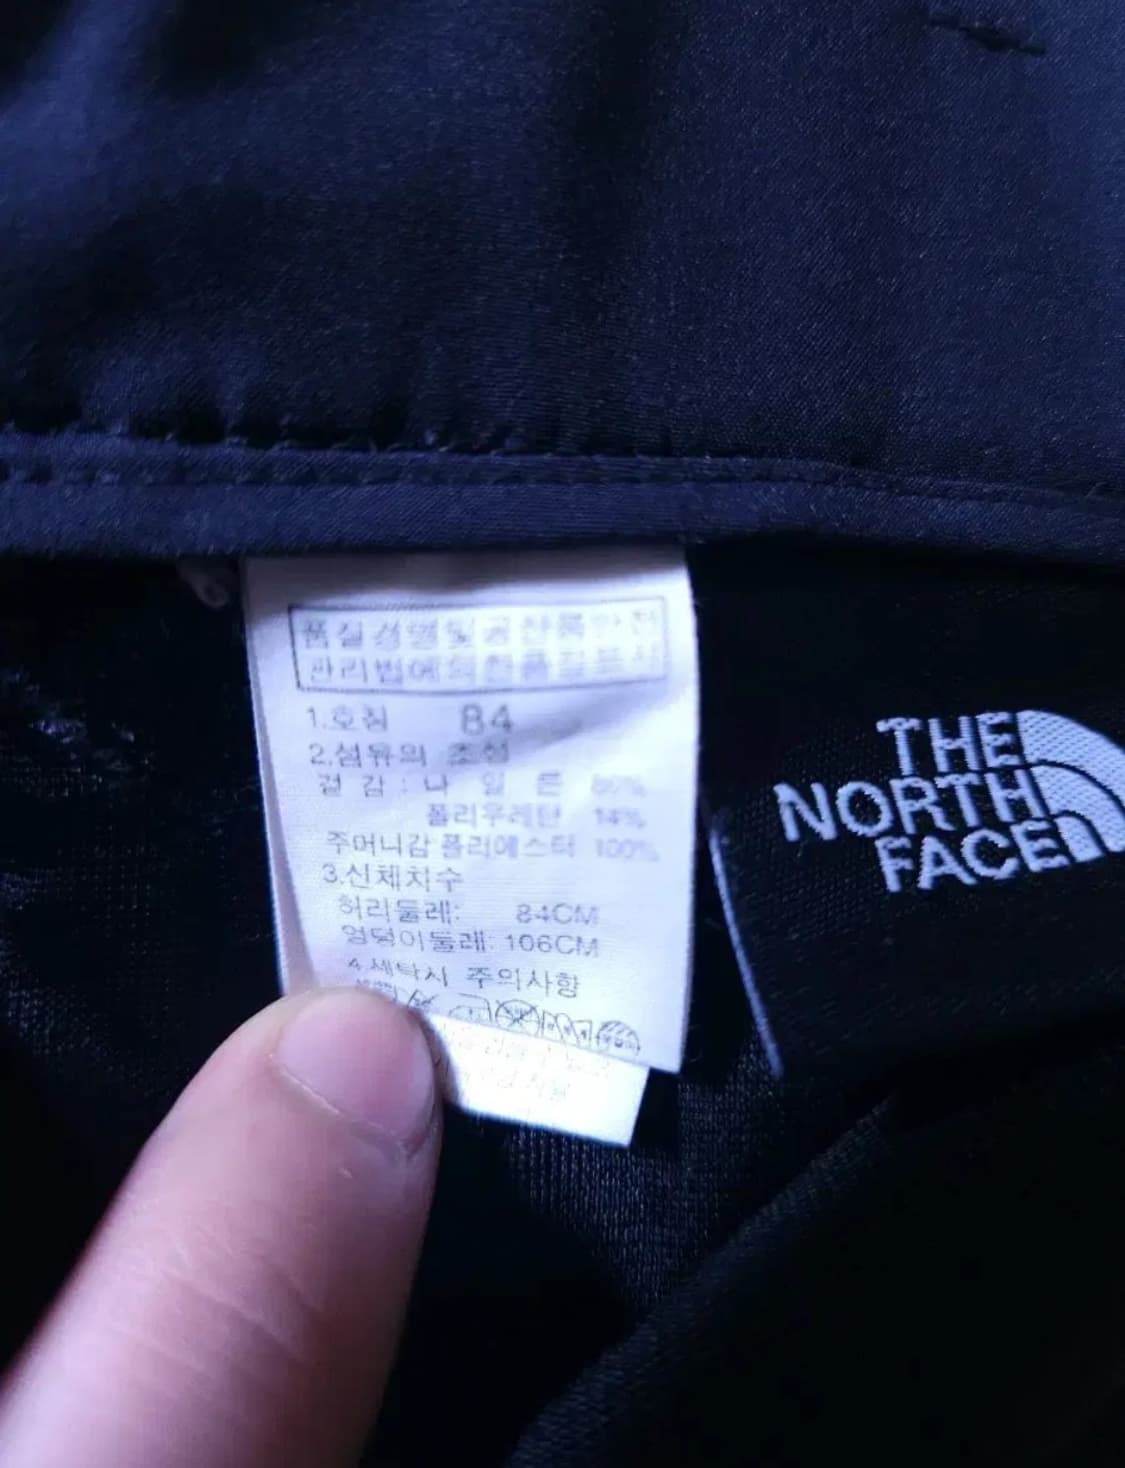 품질경영및공산품안전
관리법에의한품질표시
1.호칭 84
2.섬유의 조성
겉 감 : 나 일 론 86%
폴리우레탄 14%
주머니감 폴리에스터 100%
3.신체치수
허리둘레: 84CM
엉덩이둘레: 106CM
4.세탁시 주의사항
THE
NORTH
FACE